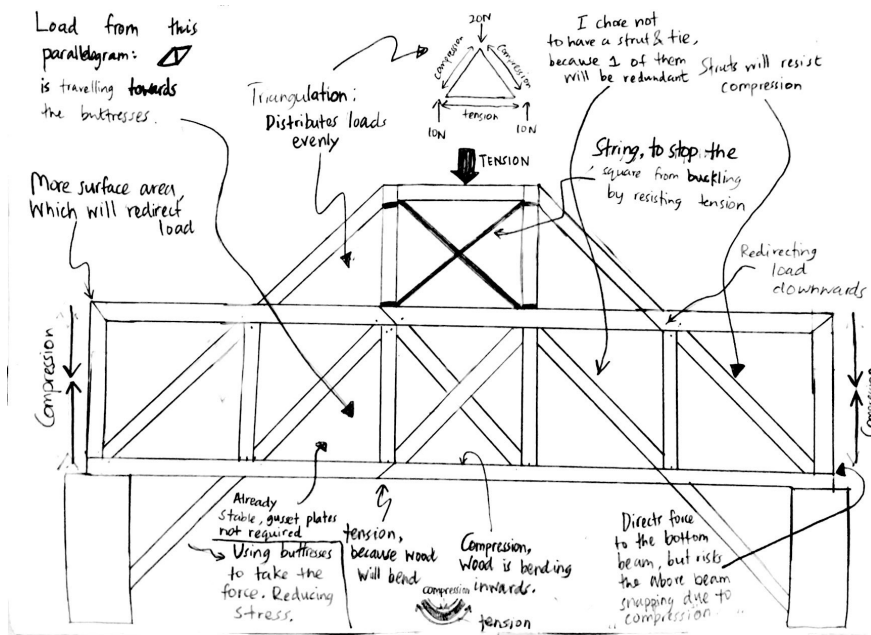 Load from this
parallelogram:
is travelling towards
the buttresses.
20N
compression
compression
tension
10N
10N
I chose not
to have a strut & tie,
because 1 of them
will be redundant
Struts will resist
compression
Triangulation:
Distributes loads
evenly
TENSION
String, to stop the
square from buckling
by resisting tension
More surface area,
Which will redirect
load
Redirecting
load
downwards
Compression
Compression
Already
Stable, gusset plates
not required
Using buttresses
to take the
force. Reducing
stress.
tension,
because wood
will bend
compression
tension
Compression,
wood is bending
inwards.
Directs force
to the bottom
beam, but risks
the above beam
snapping due to
compression.